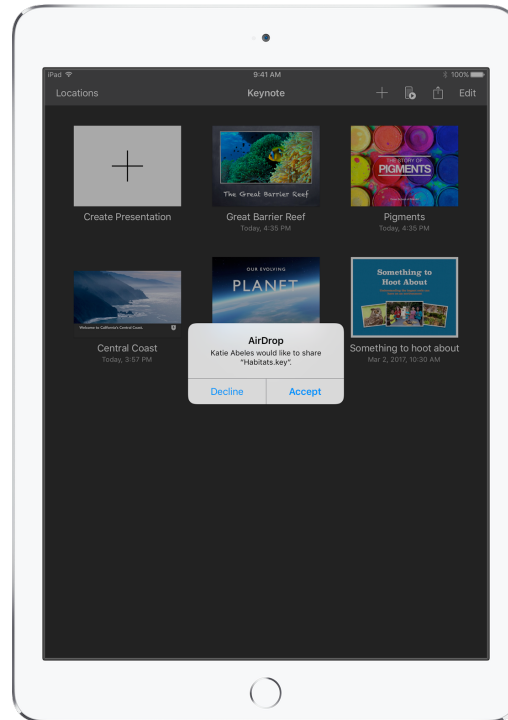 iPad
9:41 AM
100%
Locations
Keynote
Edit
The Great Barrier Reef
THE STORY OF
PIGMENTS
Create Presentation
Great Barrier Reef
Pigments
Today, 4:35 PM
Today, 4:35 PM
OUR EVOLVING
PLANET
Something to
Hoot About
Welcome to California's Central Coast.
Central Coast
Something to hoot about
Today, 3:57 PM
Mar 2, 2017, 10:30 AM
AirDrop
Katie Abeles would like to share
“Habitats.key”.
Decline
Accept